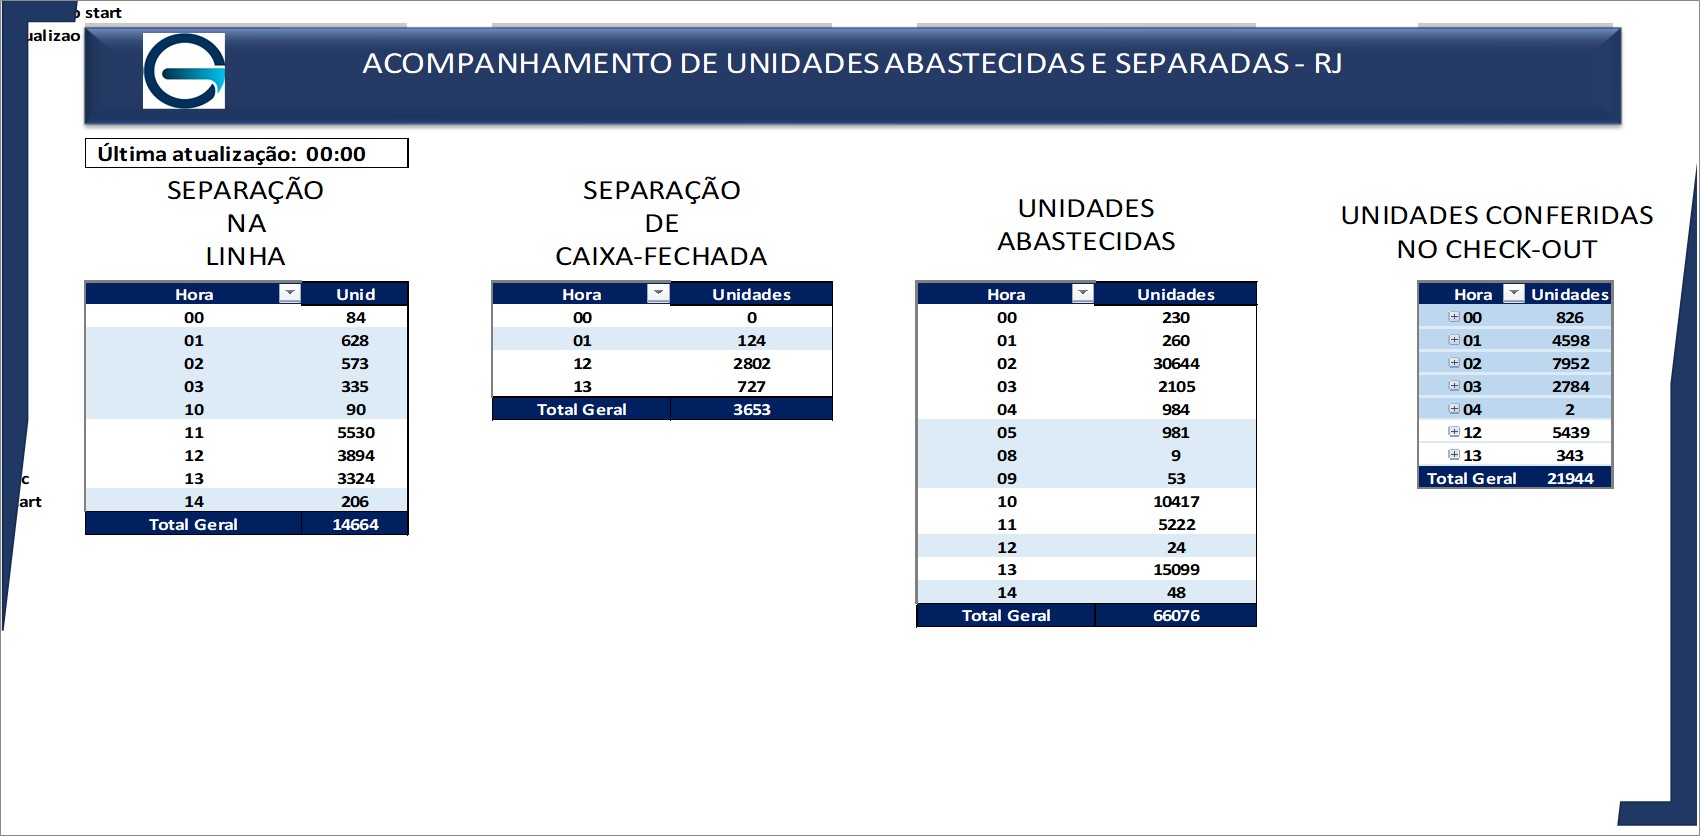 start
ACOMPANHAMENTO DE UNIDADES ABASTECIDAS E SEPARADAS - RJ
Última atualização: 00:00
SEPARAÇÃO
NA
LINHA
Hora Unid
00 84
01 628
02 573
03 335
10 90
11 5530
12 3894
13 3324
14 206
Total Geral 14664
SEPARAÇÃO
DE
CAIXA-FECHADA
Hora Unidades
00 0
01 124
12 2802
13 727
Total Geral 3653
UNIDADES
ABASTECIDAS
Hora Unidades
00 230
01 260
02 30644
03 2105
04 984
05 981
08 9
09 53
10 10417
11 5222
12 24
13 15099
14 48
Total Geral 66076
UNIDADES CONFERIDAS
NO CHECK-OUT
Hora Unidades
00 826
01 4598
02 7952
03 2784
04 2
12 5439
13 343
Total Geral 21944